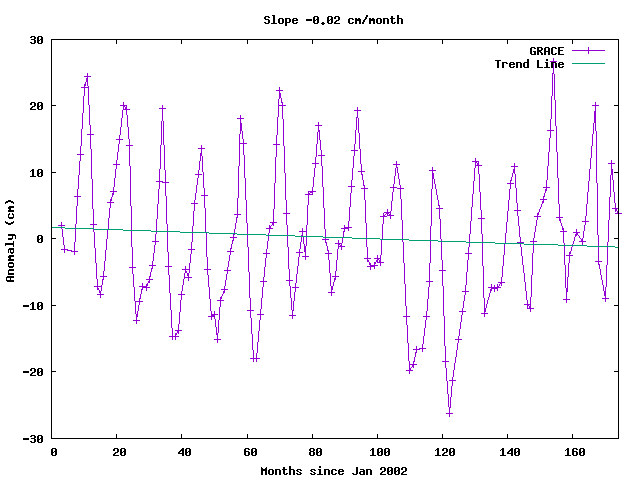 Slope -0.02 cm/month
GRACE
Trend Line
Anomaly (cm)
30
20
10
0
-10
-20
-30
0 20 40 60 80 100 120 140 160
Months since Jan 2002